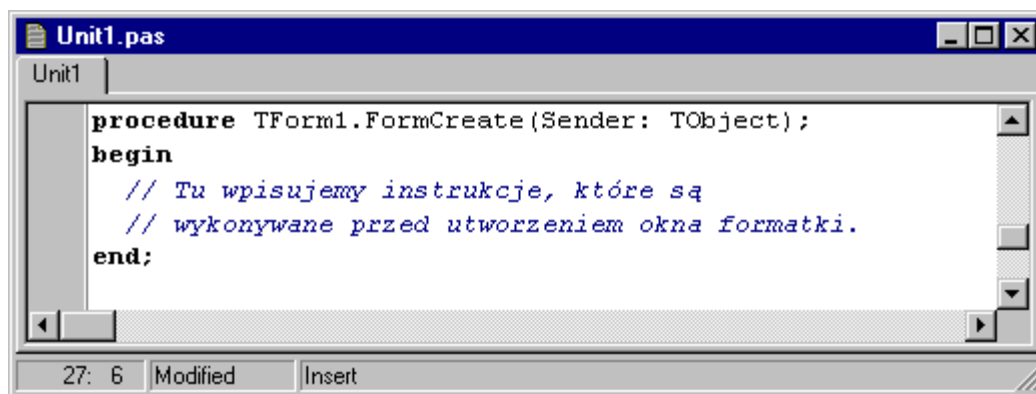 Unit1.pas
Unit1
procedure TForm1.FormCreate(Sender: TObject);
begin
// Tu wpisujemy instrukcje, które są
// wykonywane przed utworzeniem okna formatki.
end;
27: 6 Modified Insert